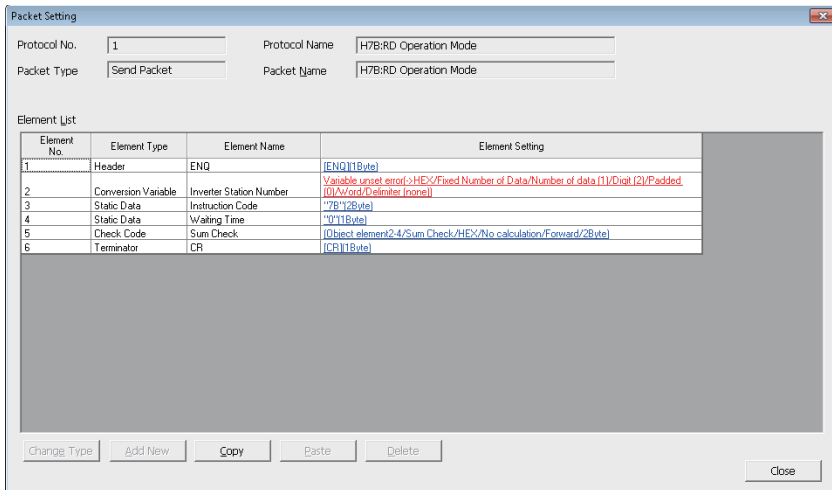 Packet Setting
Protocol No. 1 Protocol Name H7B:RD Operation Mode
Packet Type Send Packet Packet Name H7B:RD Operation Mode
Element List
Element No. Element Type Element Name Element Setting
1 Header ENQ [ENQ](1Byte)
2 Conversion Variable Inverter Station Number Variable unset error(->HEX/Fixed Number of Data/Number of data (1)/Digit (2)/Padded (0)/Word/Delimiter (none))
3 Static Data Instruction Code "7B"(2Byte)
4 Static Data Waiting Time "0"(1Byte)
5 Check Code Sum Check (Object element2-4/Sum Check/HEX/No calculation/Forward/2Byte)
6 Terminator CR [CR](1Byte)
Change Type Add New Copy Paste Delete
Close